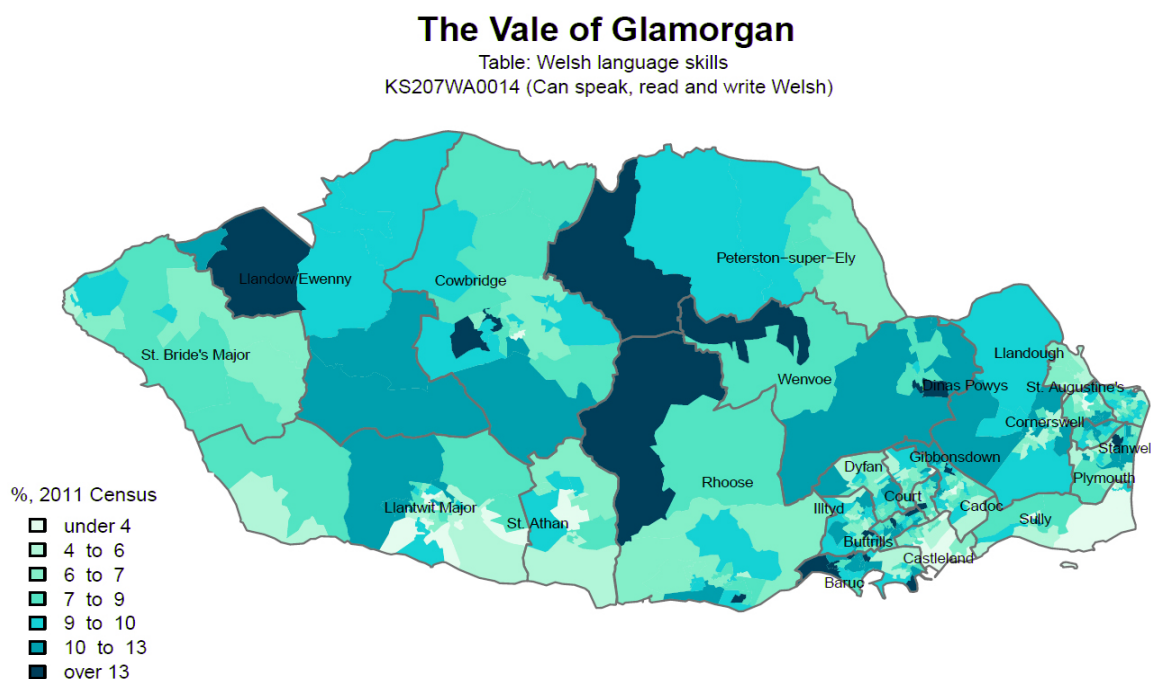 The Vale of Glamorgan
Table: Welsh language skills
KS207WA0014 (Can speak, read and write Welsh)
Peterston-super-Ely
Llandow/Ewenny
Cowbridge
St. Bride's Major
Llandough
Wenvoe
Dinas Powys
St. Augustine's
Cornerswell
Stanwel
Gibbonsdown
Dyfan
Plymouth
Rhoose
Court
Illtyd
Cadoc
Llantwit Major
St. Athan
Sully
Buttrills
Castleland
Baruc
%, 2011 Census
under 4
4 to 6
6 to 7
7 to 9
9 to 10
10 to 13
over 13